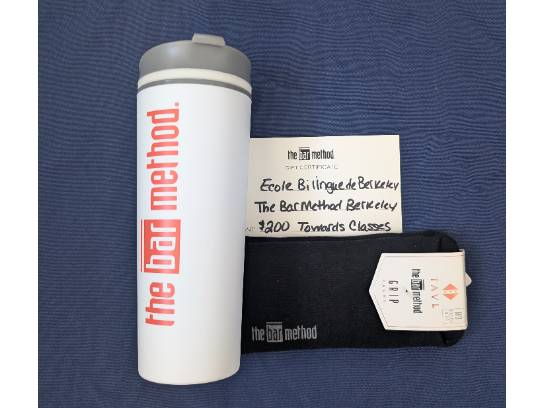 the bar method.
the bar method
GIFT CERTIFICATE
Ecole Bilingue de Berkeley
The Bar Method Berkeley
$200 Towards Classes
the bar method
TAVI
the bar method
GRIP